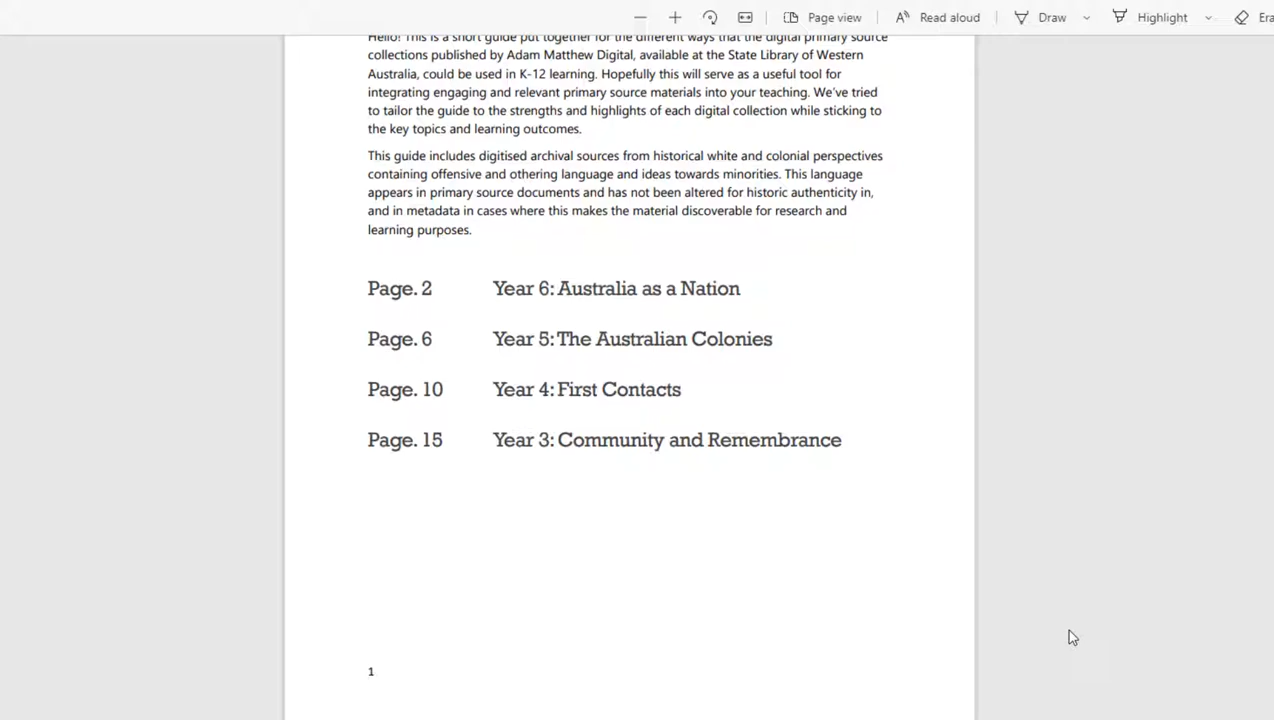 Page view
Read aloud
Draw
Highlight
Era
Hello! This is a short guide put together for the different ways that the digital primary source
collections published by Adam Matthew Digital, available at the State Library of Western
Australia, could be used in K-12 learning. Hopefully this will serve as a useful tool for
integrating engaging and relevant primary source materials into your teaching. We've tried
to tailor the guide to the strengths and highlights of each digital collection while sticking to
the key topics and learning outcomes.
This guide includes digitised archival sources from historical white and colonial perspectives
containing offensive and othering language and ideas towards minorities. This language
appears in primary source documents and has not been altered for historic authenticity in,
and in metadata in cases where this makes the material discoverable for research and
learning purposes.
Page. 2 Year 6: Australia as a Nation
Page. 6 Year 5: The Australian Colonies
Page. 10 Year 4: First Contacts
Page. 15 Year 3: Community and Remembrance
1